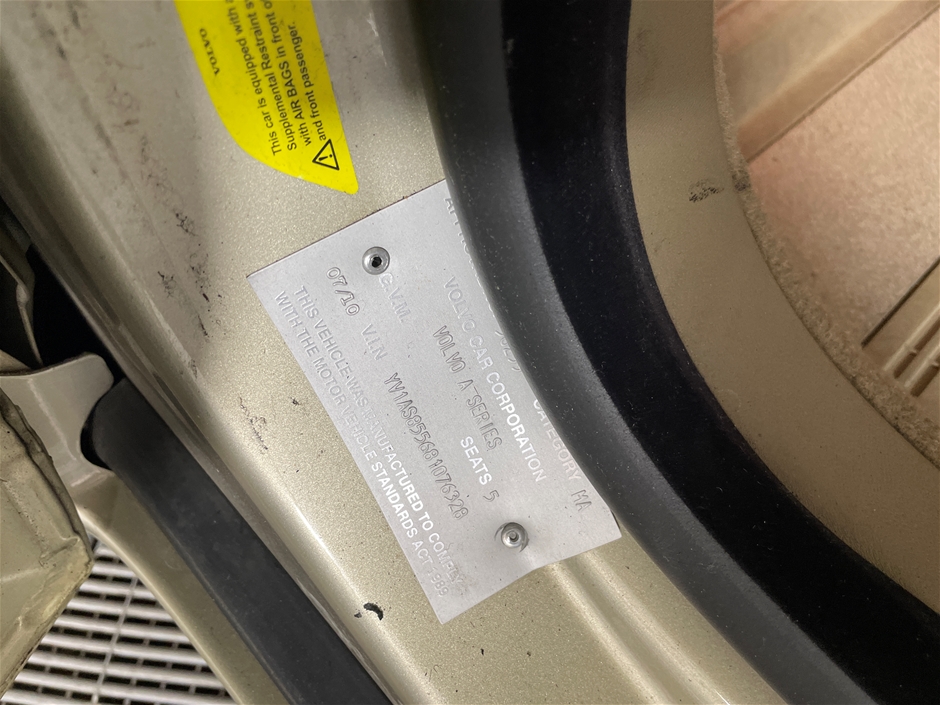 VOLVO
This car is equipped with
Supplemental Restraint
with AIR BAGS in front
and front passenger.
CATEGORY MA
VOLVO CAR CORPORATION
VOLVO A SERIES SEATS 5
G.V.M.
07/10 V.I.N YV1AS855681076328
THIS VEHICLE WAS MANUFACTURED TO COMPLY
WITH THE MOTOR VEHICLE STANDARDS ACT 1989